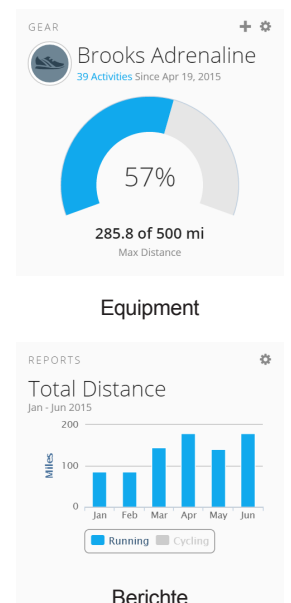 GEAR
Brooks Adrenaline
39 Activities Since Apr 19, 2015
57%
285.8 of 500 mi
Max Distance
Equipment
REPORTS
Total Distance
Jan - Jun 2015
200
Miles
100
0
Jan Feb Mar Apr May Jun
Running Cycling
Berichte